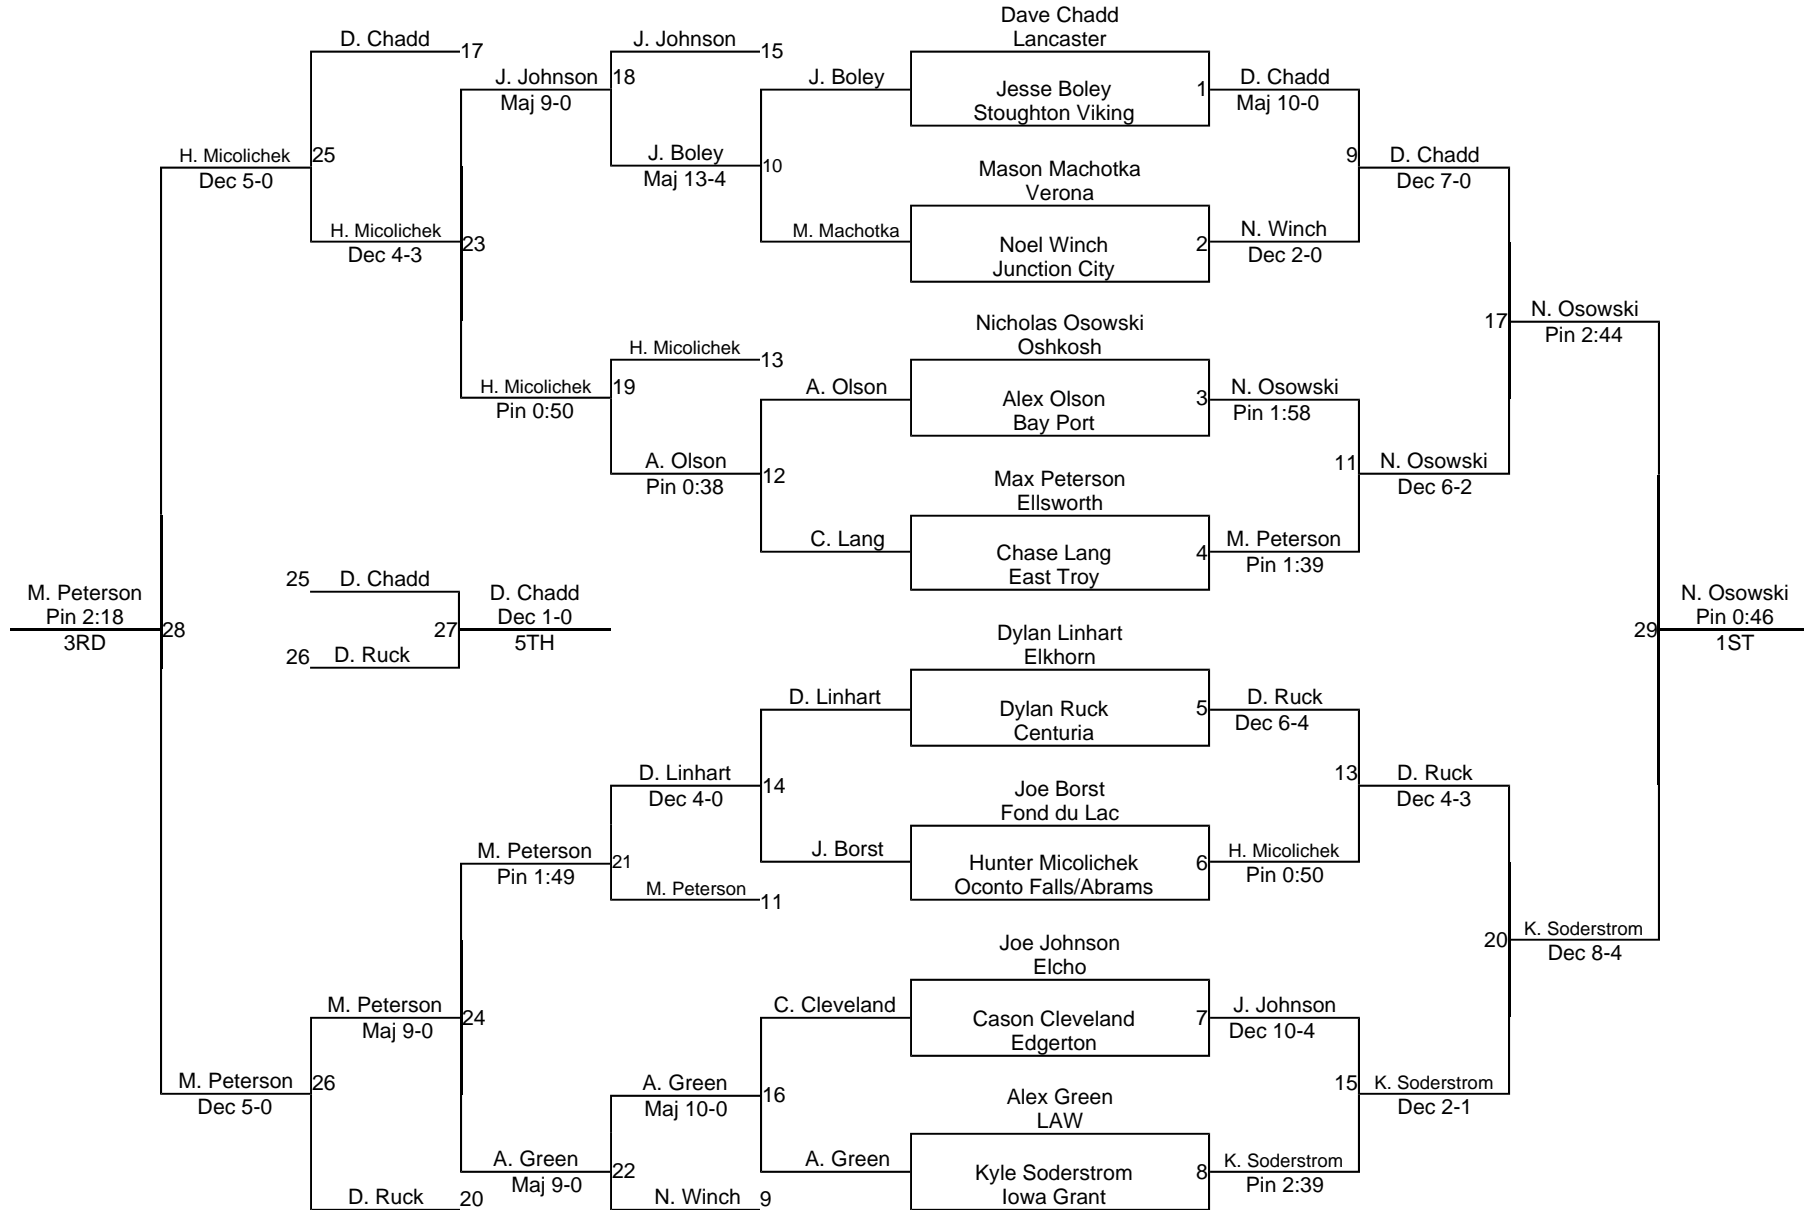 Dave Chadd
Lancaster
D. Chadd
17
J. Johnson
15
J. Johnson
18
Maj 9-0
J. Boley
Jesse Boley
Stoughton Viking
1
D. Chadd
Maj 10-0
H. Micolichek
25
Dec 5-0
J. Boley
10
Maj 13-4
Mason Machotka
Verona
9
D. Chadd
Dec 7-0
H. Micolichek
23
Dec 4-3
M. Machotka
Noel Winch
Junction City
2
N. Winch
Dec 2-0
Nicholas Osowski
Oshkosh
17
N. Osowski
Pin 2:44
H. Micolichek
13
H. Micolichek
19
Pin 0:50
A. Olson
Alex Olson
Bay Port
3
N. Osowski
Pin 1:58
A. Olson
12
Pin 0:38
Max Peterson
Ellsworth
11
N. Osowski
Dec 6-2
C. Lang
Chase Lang
East Troy
4
M. Peterson
Pin 1:39
M. Peterson
Pin 2:18
28
3RD
25
D. Chadd
27
D. Chadd
Dec 1-0
5TH
26
D. Ruck
29
N. Osowski
Pin 0:46
1ST
Dylan Linhart
Elkhorn
D. Linhart
Dylan Ruck
Centuria
5
D. Ruck
Dec 6-4
D. Linhart
14
Dec 4-0
Joe Borst
Fond du Lac
13
D. Ruck
Dec 4-3
M. Peterson
21
Pin 1:49
J. Borst
Hunter Micolichek
Oconto Falls/Abrams
6
H. Micolichek
Pin 0:50
M. Peterson
11
Joe Johnson
Elcho
20
K. Soderstrom
Dec 8-4
M. Peterson
24
Maj 9-0
C. Cleveland
Cason Cleveland
Edgerton
7
J. Johnson
Dec 10-4
M. Peterson
26
Dec 5-0
A. Green
16
Maj 10-0
Alex Green
LAW
15
K. Soderstrom
Dec 2-1
A. Green
22
Maj 9-0
A. Green
Kyle Soderstrom
Iowa Grant
8
K. Soderstrom
Pin 2:39
D. Ruck
20
N. Winch
9